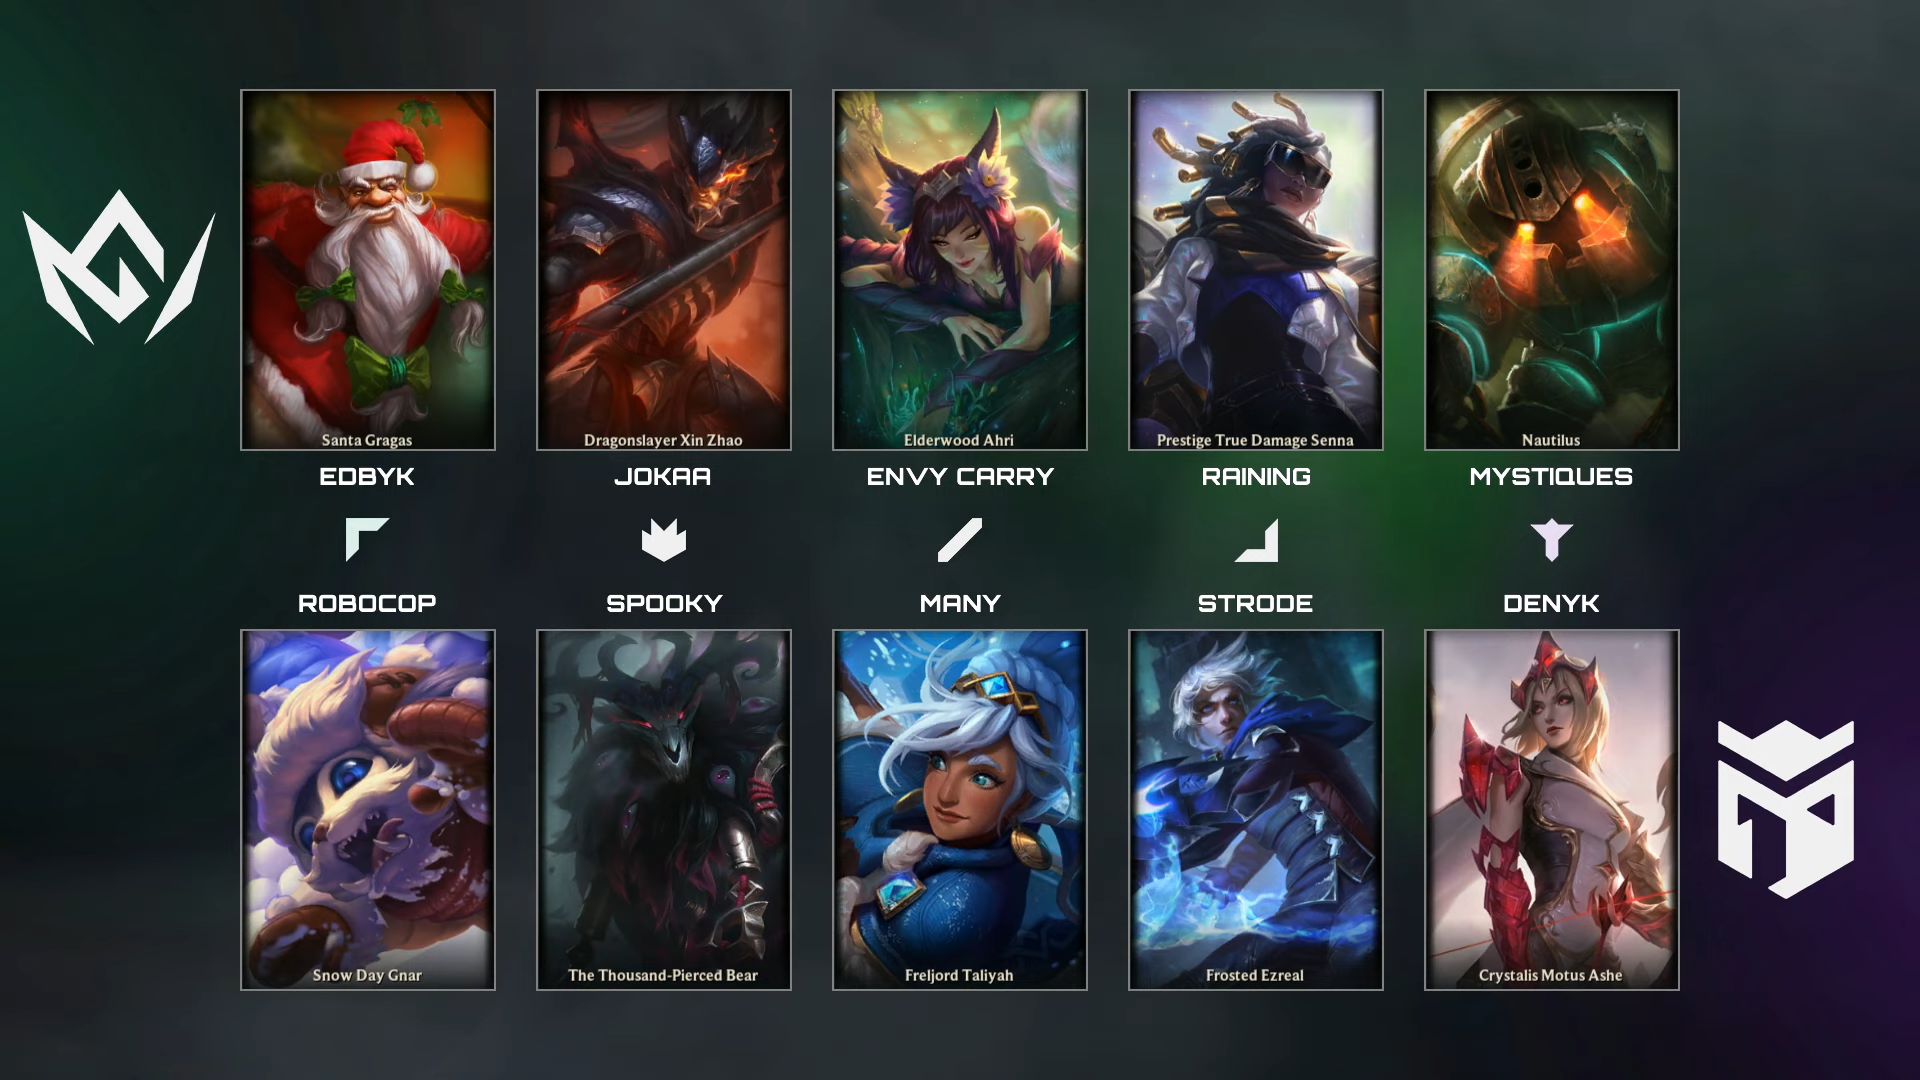 Santa Gragas
Dragonslayer Xin Zhao
Elderwood Ahri
Prestige True Damage Senna
Nautilus
EDBYK
JOKAA
ENVY CARRY
RAINING
MYSTIQUES
ROBOCOP
SPOOKY
MANY
STRODE
DENYK
Snow Day Gnar
The Thousand-Pierced Bear
Freljord Taliyah
Frosted Ezreal
Crystalis Motus Ashe